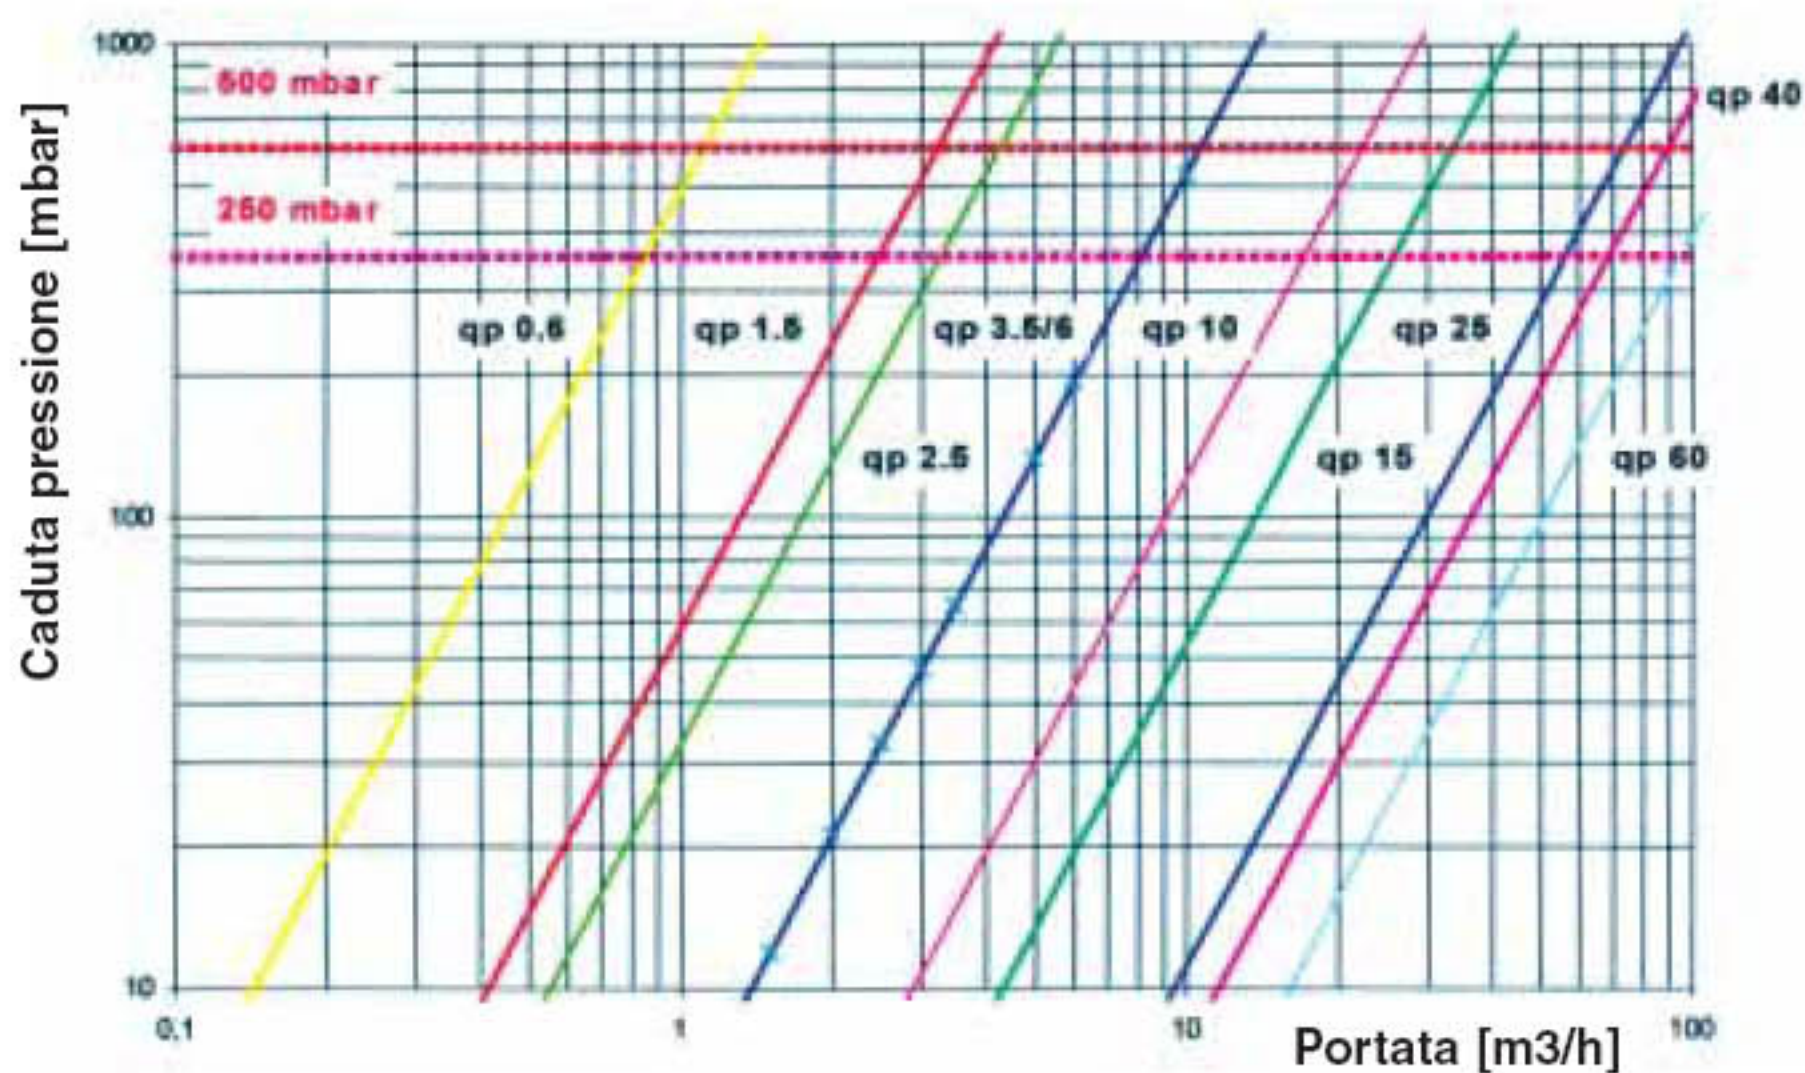 Caduta pressione [mbar]
1000
100
10
500 mbar
250 mbar
qp 40
qp 0.6
qp 1.5
qp 3.5/6
qp 10
qp 25
qp 2.5
qp 15
qp 60
0.1
1
10
100
Portata [m3/h]